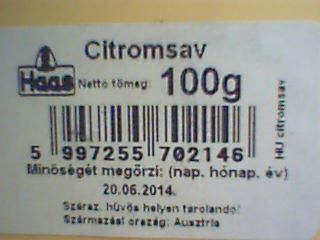 Citromsav
Haas
Netto tömeg: 100g
HU citromsav
5 997255 702146
Minőségét megőrzi: (nap, hónap, év)
20.06.2014.
Száraz, hűvös helyen tárolandó!
Származási ország: Ausztria